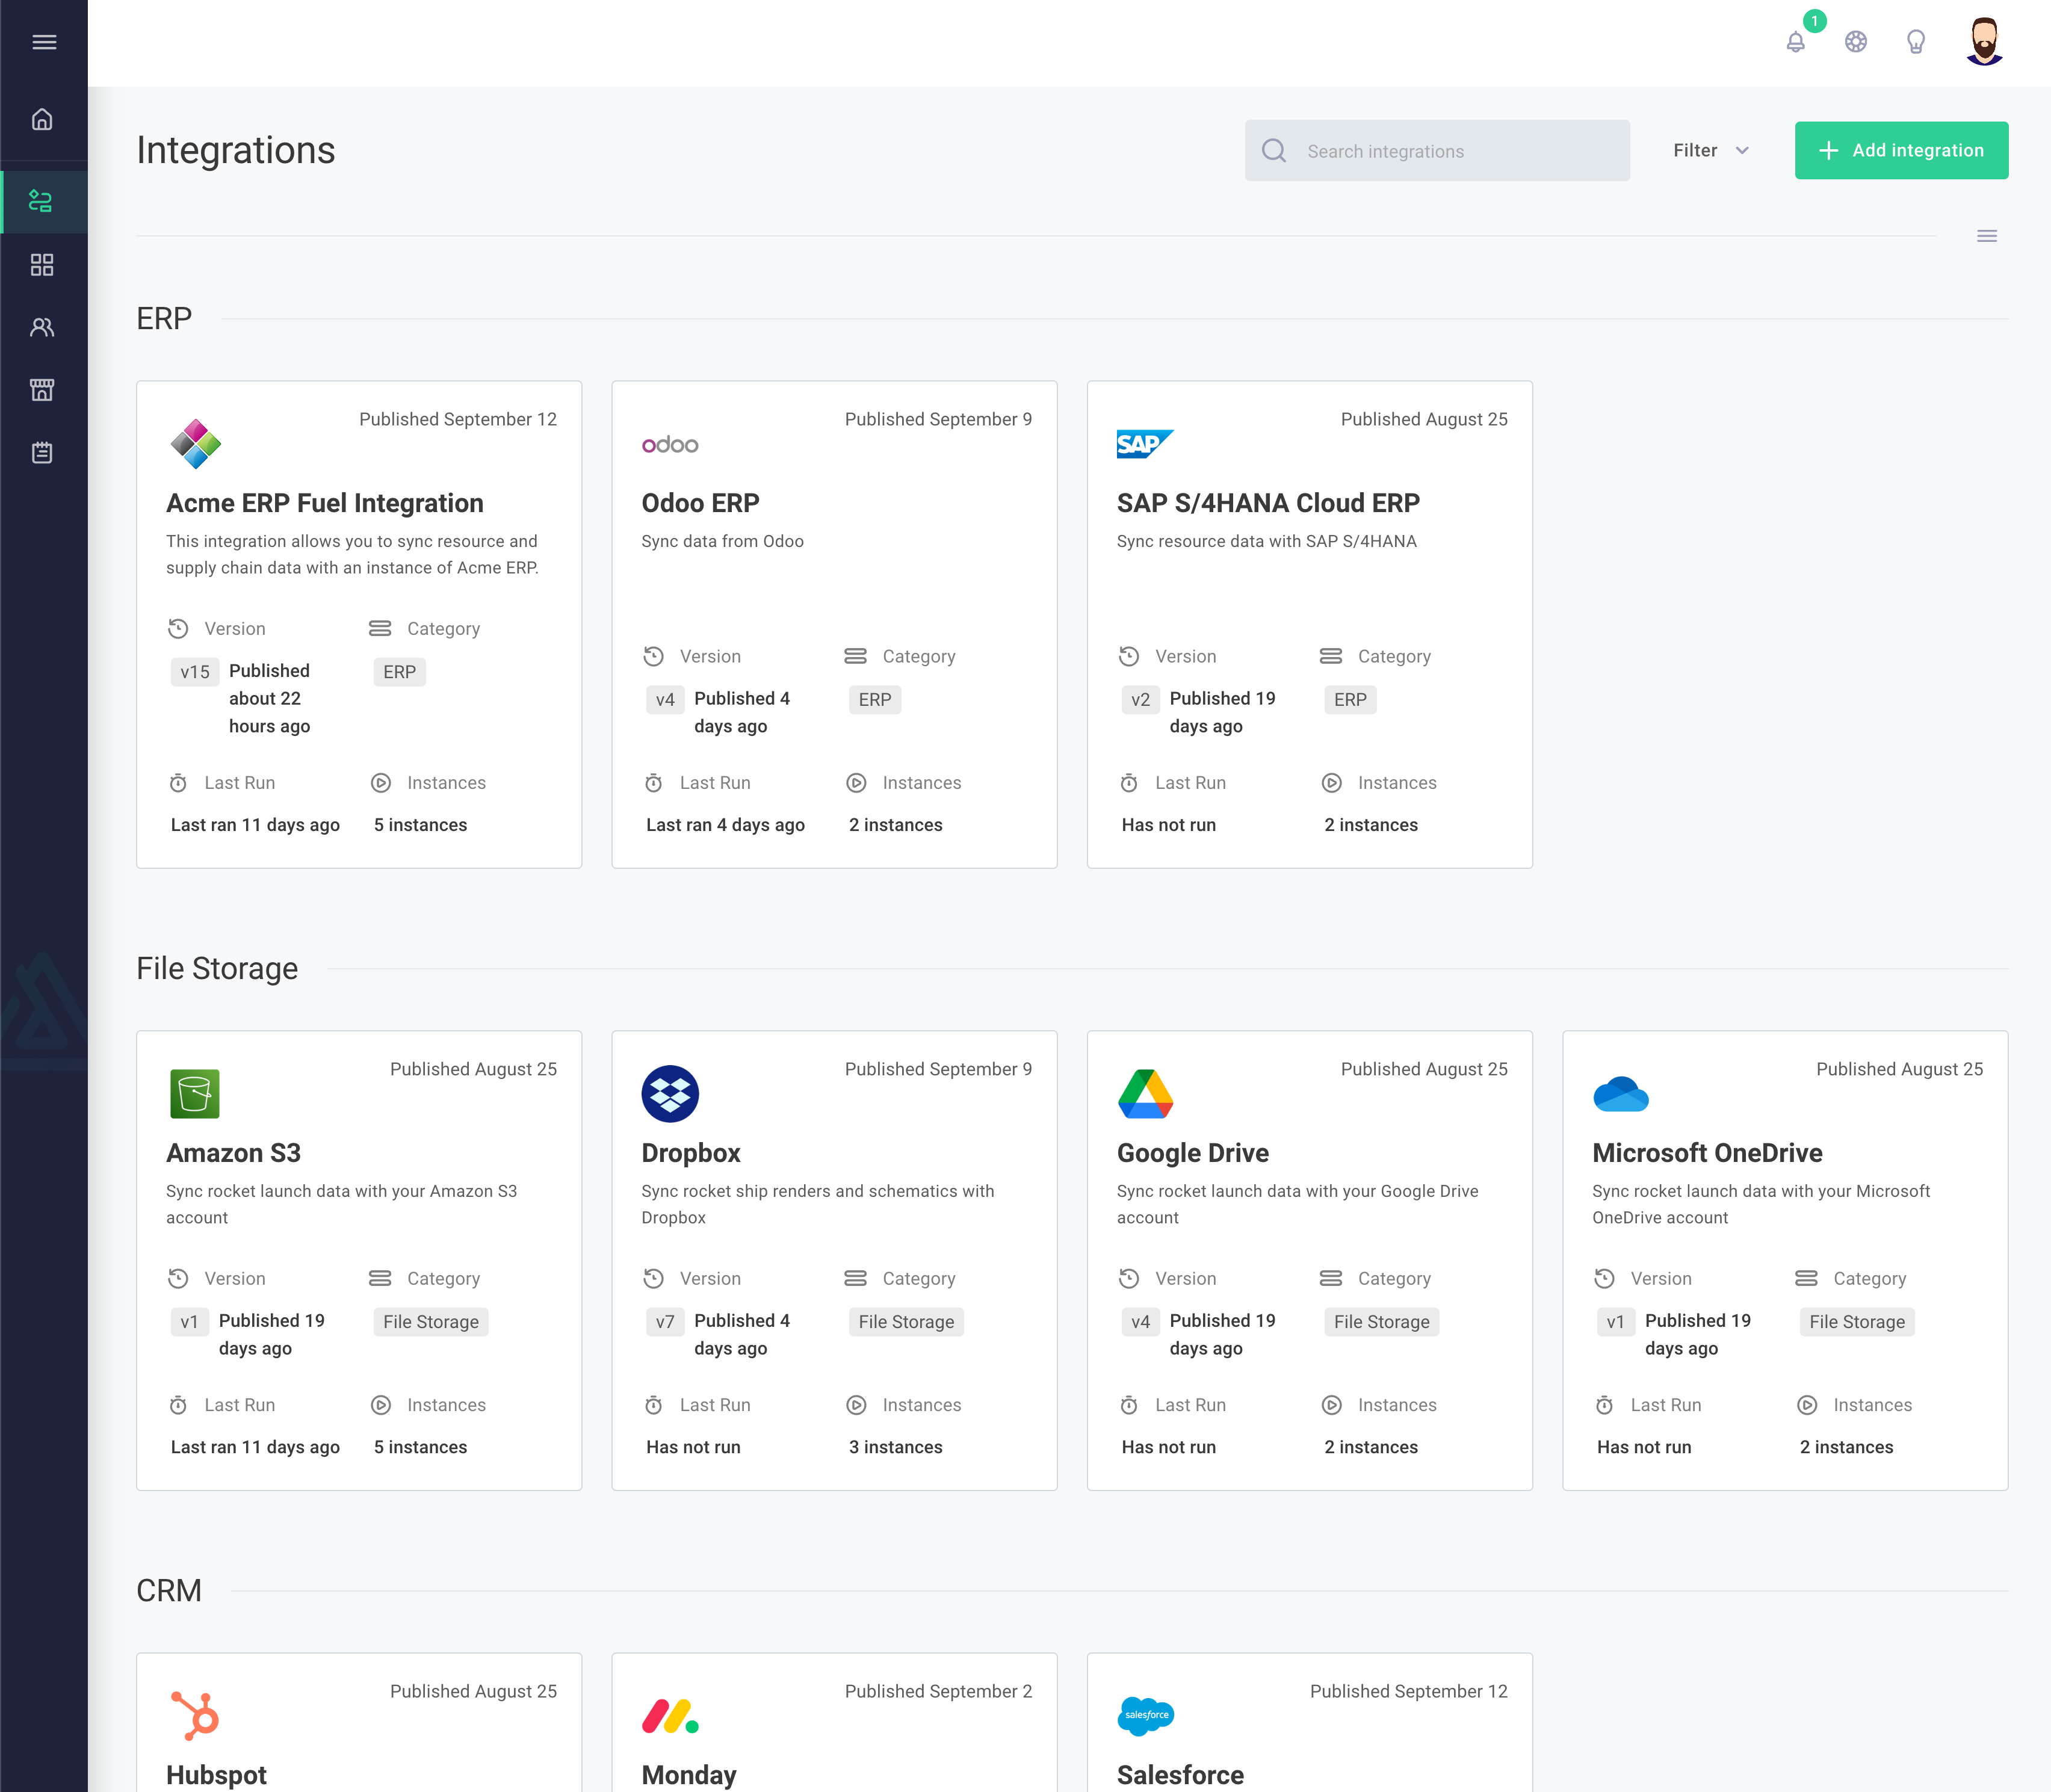 1
Integrations
Search integrations
Filter
Add integration
ERP
Published September 12
Acme ERP Fuel Integration
This integration allows you to sync resource and
supply chain data with an instance of Acme ERP.
Version
Category
v15
Published
about 22
hours ago
ERP
Last Run
Instances
Last ran 11 days ago
5 instances
Published September 9
odoo
Odoo ERP
Sync data from Odoo
Version
Category
v4
Published 4
days ago
ERP
Last Run
Instances
Last ran 4 days ago
2 instances
Published August 25
SAP
SAP S/4HANA Cloud ERP
Sync resource data with SAP S/4HANA
Version
Category
v2
Published 19
days ago
ERP
Last Run
Instances
Has not run
2 instances
File Storage
Published August 25
Amazon S3
Sync rocket launch data with your Amazon S3
account
Version
Category
v1
Published 19
days ago
File Storage
Last Run
Instances
Last ran 11 days ago
5 instances
Published September 9
Dropbox
Sync rocket ship renders and schematics with
Dropbox
Version
Category
v7
Published 4
days ago
File Storage
Last Run
Instances
Has not run
3 instances
Published August 25
Google Drive
Sync rocket launch data with your Google Drive
account
Version
Category
v4
Published 19
days ago
File Storage
Last Run
Instances
Has not run
2 instances
Published August 25
Microsoft OneDrive
Sync rocket launch data with your Microsoft
OneDrive account
Version
Category
v1
Published 19
days ago
File Storage
Last Run
Instances
Has not run
2 instances
CRM
Published August 25
Hubspot
Published September 2
Monday
Published September 12
salesforce
Salesforce